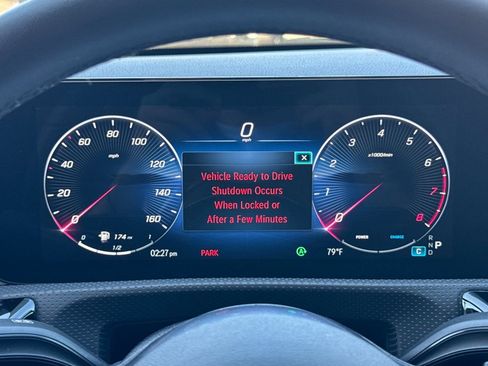 0
mph
Vehicle Ready to Drive
Shutdown Occurs
When Locked or
After a Few Minutes
0
20
40
60
80
100
120
140
160
mph
0
1
2
3
4
5
6
7
8
x1000/min
174
0 1/2 1
POWER CHARGE
02:27 pm
PARK
A
79°F
C
R
N
D
P